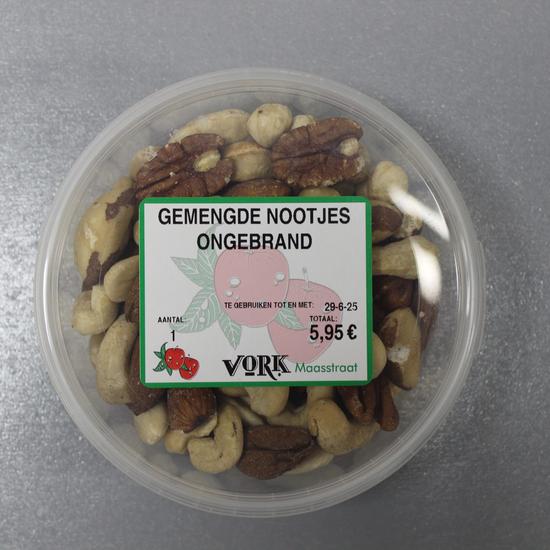 GEMENGDE NOOTJES
ONGEBRAND
TE GEBRUIKEN TOT EN MET: 29-6-25
AANTAL: TOTAAL:
1 5,95 €
VORK Maasstraat